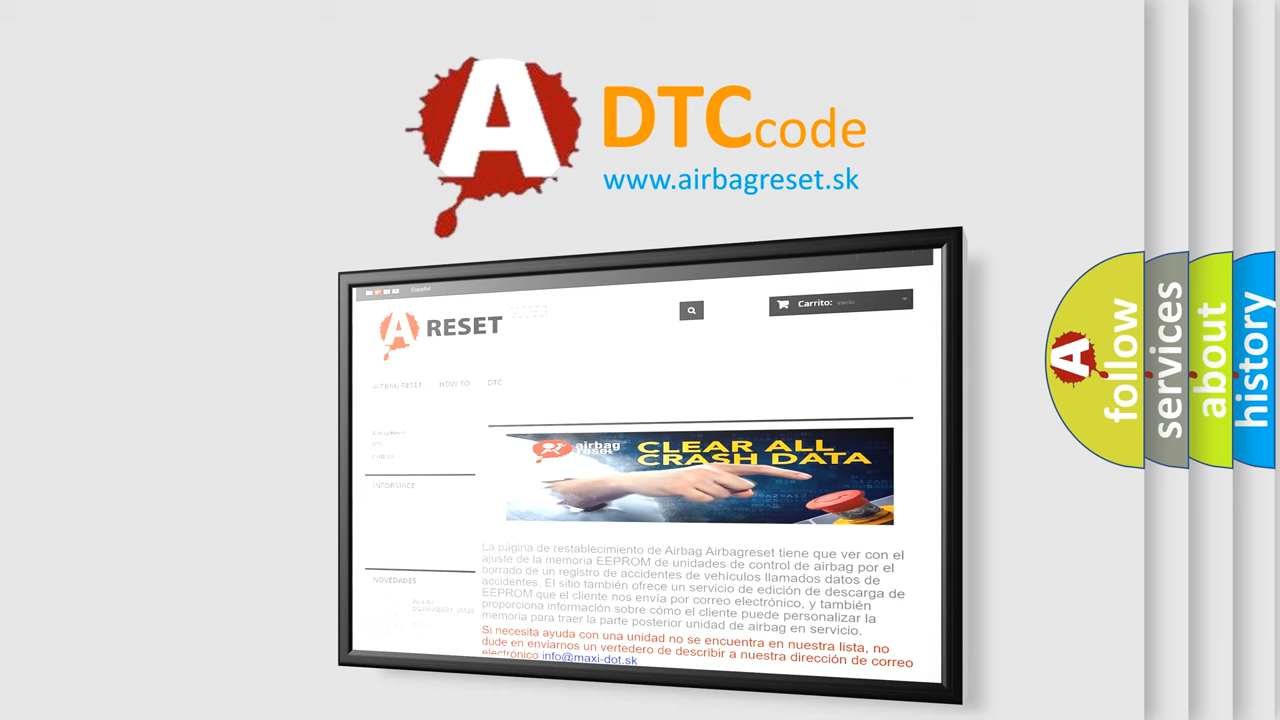 A
DTCcode
www.airbagreset.sk
Español
A RESET
Carrito: vacío
AIRBAG RESET HOW TO DTC
INFORMACE
NOVEDADES
airbag
reset
CLEAR ALL
CRASH DATA
La página de restablecimiento de Airbag Airbagreset tiene que ver con el
ajuste de la memoria EEPROM de unidades de control de airbag por el
borrado de un registro de accidentes de vehículos llamados datos de
accidentes. El sitio también ofrece un servicio de edición de descarga de
EEPROM que el cliente nos envía por correo electrónico, y también
proporciona información sobre cómo el cliente puede personalizar la
memoria para traer la parte posterior unidad de airbag en servicio.
Si necesita ayuda con una unidad no se encuentra en nuestra lista, no
dude en enviarnos un vertedero de describir a nuestra dirección de correo
electrónico info@maxi-dot.sk
A
follow
services
about
history